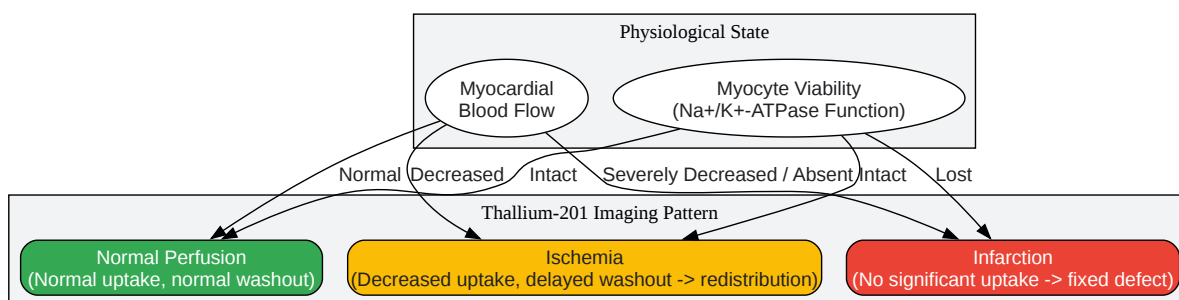 Physiological State
Myocardial
Blood Flow
Myocyte Viability
(Na+/K+-ATPase Function)
Normal
Decreased
Intact
Severely Decreased / Absent
Intact
Lost
Thallium-201 Imaging Pattern
Normal Perfusion
(Normal uptake, normal washout)
Ischemia
(Decreased uptake, delayed washout -> redistribution)
Infarction
(No significant uptake -> fixed defect)